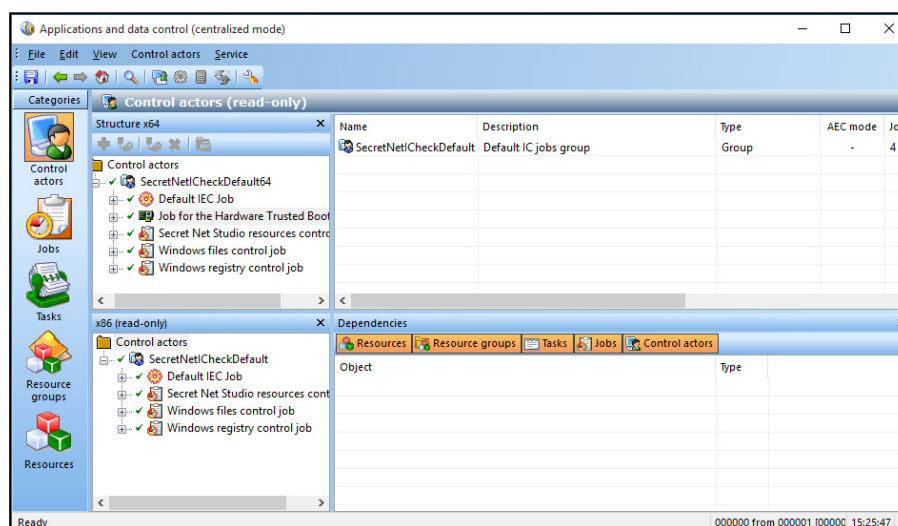 Applications and data control (centralized mode)
File Edit View Control actors Service
Categories
Control actors (read-only)
Control
actors
Jobs
Tasks
Resource
groups
Resources
Structure x64
Control actors
SecretNetICheckDefault64
Default IEC Job
Job for the Hardware Trusted Boot
Secret Net Studio resources contro
Windows files control job
Windows registry control job
Name Description Type AEC mode Jo
SecretNetICheckDefault Default IC jobs group Group - 4
x86 (read-only)
Control actors
SecretNetICheckDefault
Default IEC Job
Secret Net Studio resources cont
Windows files control job
Windows registry control job
Dependencies
Resources Resource groups Tasks Jobs Control actors
Object Type
Ready 000000 from 000001 [00000 15:25:47